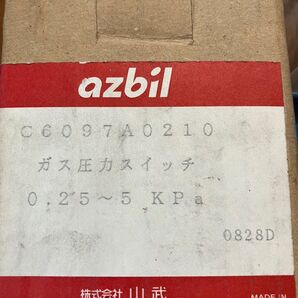 azbil
C6097A0210
ガス圧力スイッチ
0.25～5 KPa
0828D
株式会社 山武
MADE IN